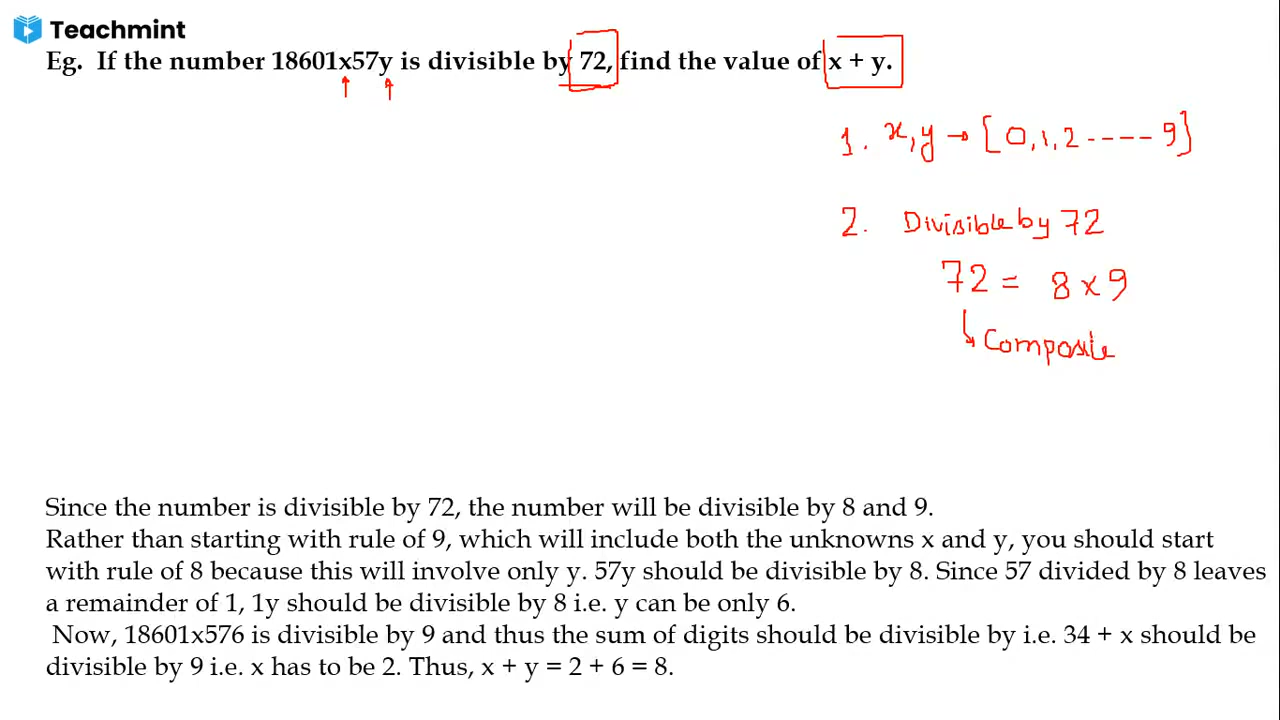 Teachmint
Eg. If the number 18601x57y is divisible by 72, find the value of x + y.
1. x, y → [0, 1, 2 ----- 9]
2. Divisible by 72
72 = 8 x 9
Composite
Since the number is divisible by 72, the number will be divisible by 8 and 9.
Rather than starting with rule of 9, which will include both the unknowns x and y, you should start
with rule of 8 because this will involve only y. 57y should be divisible by 8. Since 57 divided by 8 leaves
a remainder of 1, 1y should be divisible by 8 i.e. y can be only 6.
Now, 18601x576 is divisible by 9 and thus the sum of digits should be divisible by i.e. 34 + x should be
divisible by 9 i.e. x has to be 2. Thus, x + y = 2 + 6 = 8.